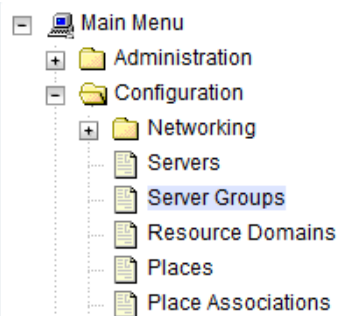 Main Menu
Administration
Configuration
Networking
Servers
Server Groups
Resource Domains
Places
Place Associations